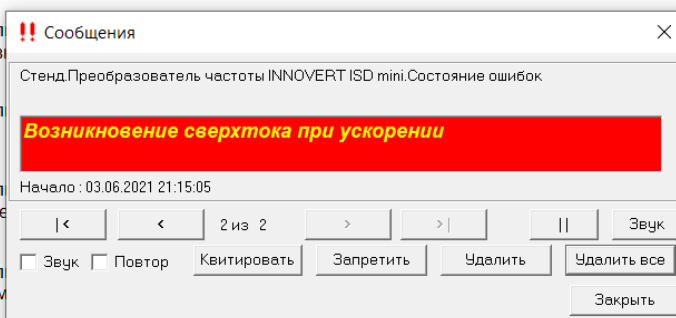 Сообщения
Стенд.Преобразователь частоты INNOVERT ISD mini.Состояние ошибок
Возникновение сверхтока при ускорении
Начало : 03.06.2021 21:15:05
|< < 2 из 2 > >| || Звук
Звук Повтор Квитировать Запретить Удалить Удалить все
Закрыть